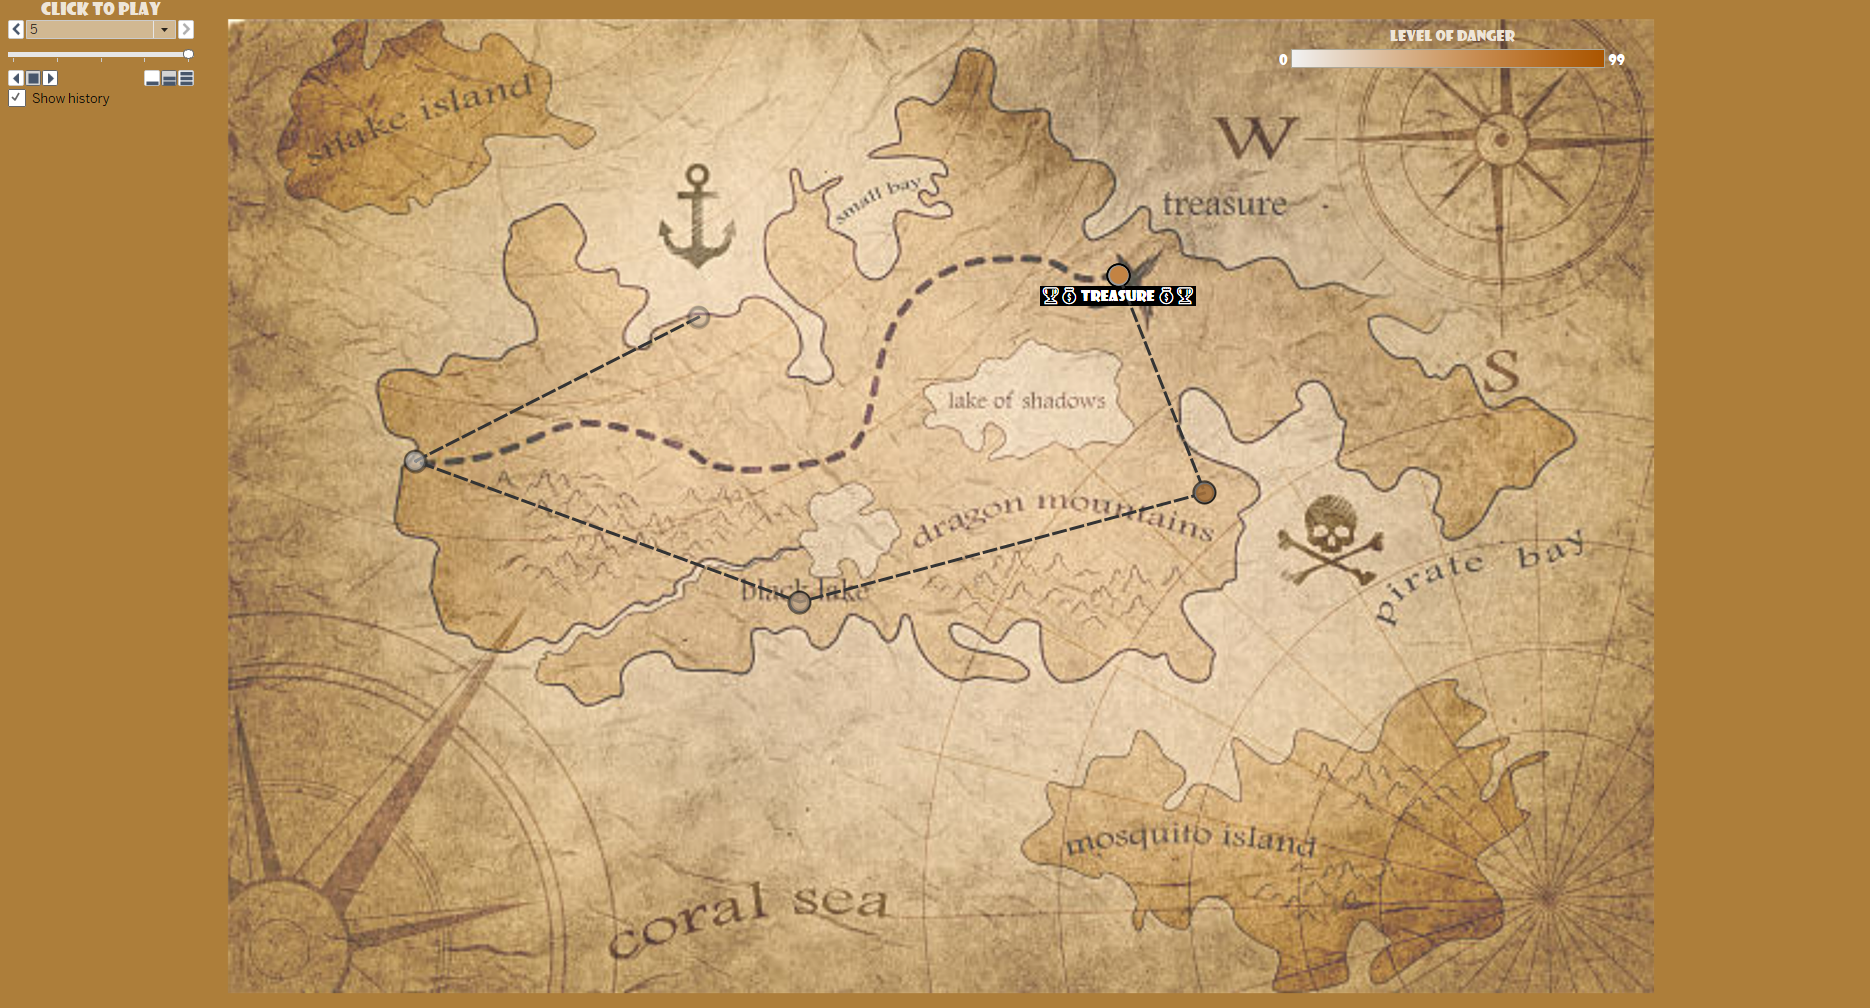 CLICK TO PLAY
5
Show history
LEVEL OF DANGER
0 99
snake island
W
small bay
treasure
TREASURE
S
lake of shadows
dragon mountains
pirate bay
black lake
mosquito island
coral sea